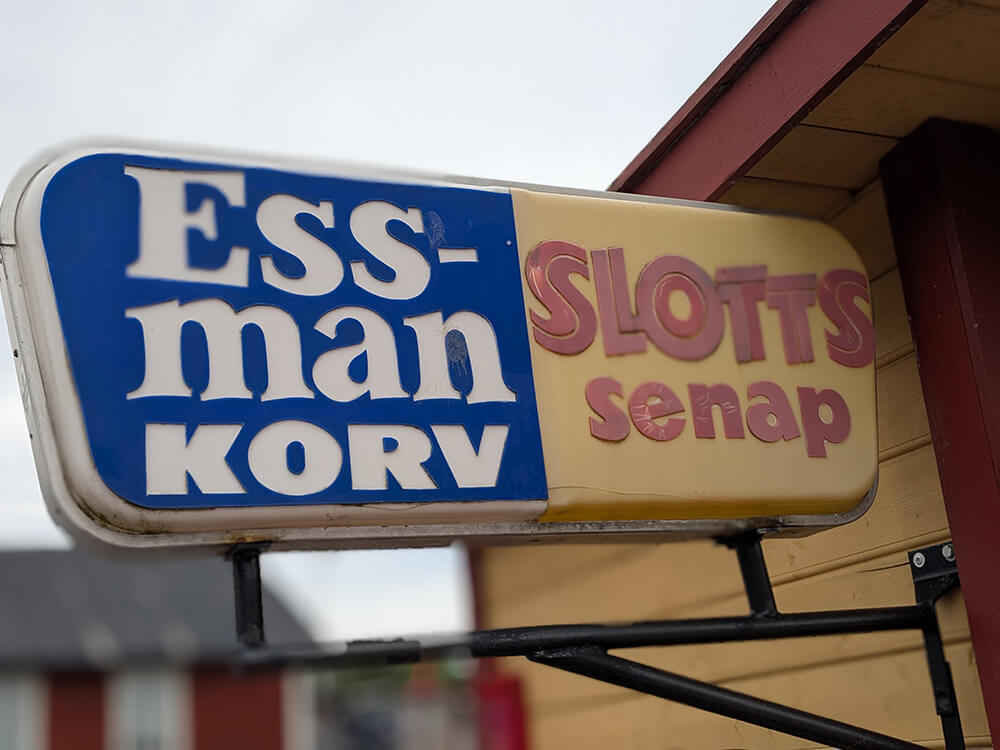 Ess-
man
KORV
SLOTTS
senap